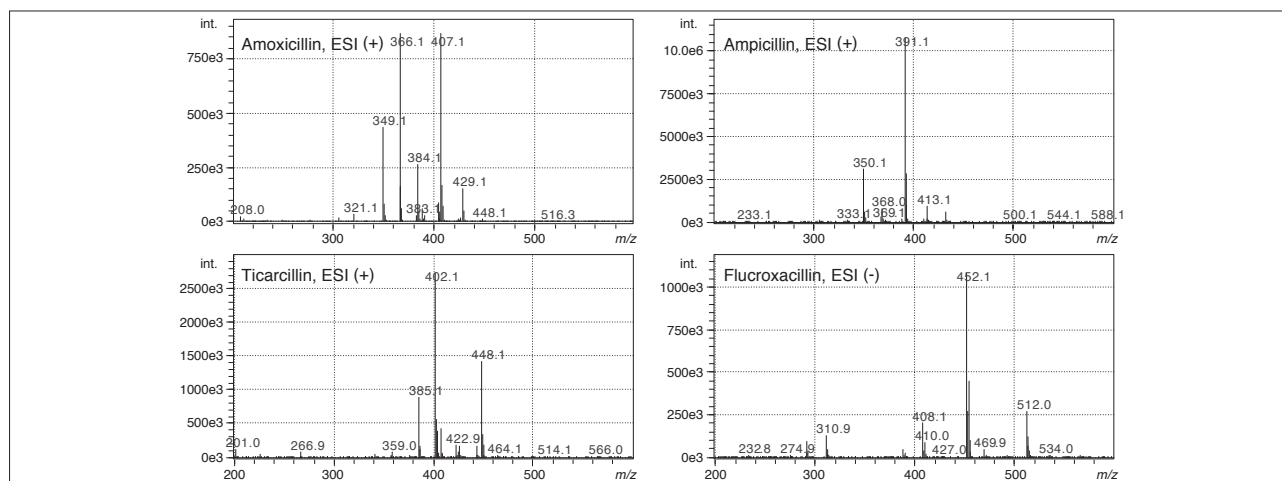 int.
Amoxicillin, ESI (+)
366.1
407.1
750e3
500e3
349.1
384.1
250e3
429.1
321.1
383.1
208.0
448.1
516.3
0e3
300
400
500
m/z
int.
Ampicillin, ESI (+)
391.1
10.0e6
7500e3
5000e3
350.1
2500e3
368.0
413.1
233.1
333.1
369.1
500.1
544.1
588.1
0e3
200
300
400
500
m/z
int.
Ticarcillin, ESI (+)
402.1
2500e3
2000e3
1500e3
448.1
1000e3
385.1
500e3
422.9
201.0
266.9
359.0
464.1
514.1
566.0
0e3
200
300
400
500
m/z
int.
Flucroxacillin, ESI (-)
452.1
1000e3
750e3
500e3
512.0
408.1
250e3
310.9
410.0
232.8
274.9
427.0
469.9
534.0
0e3
200
300
400
500
m/z